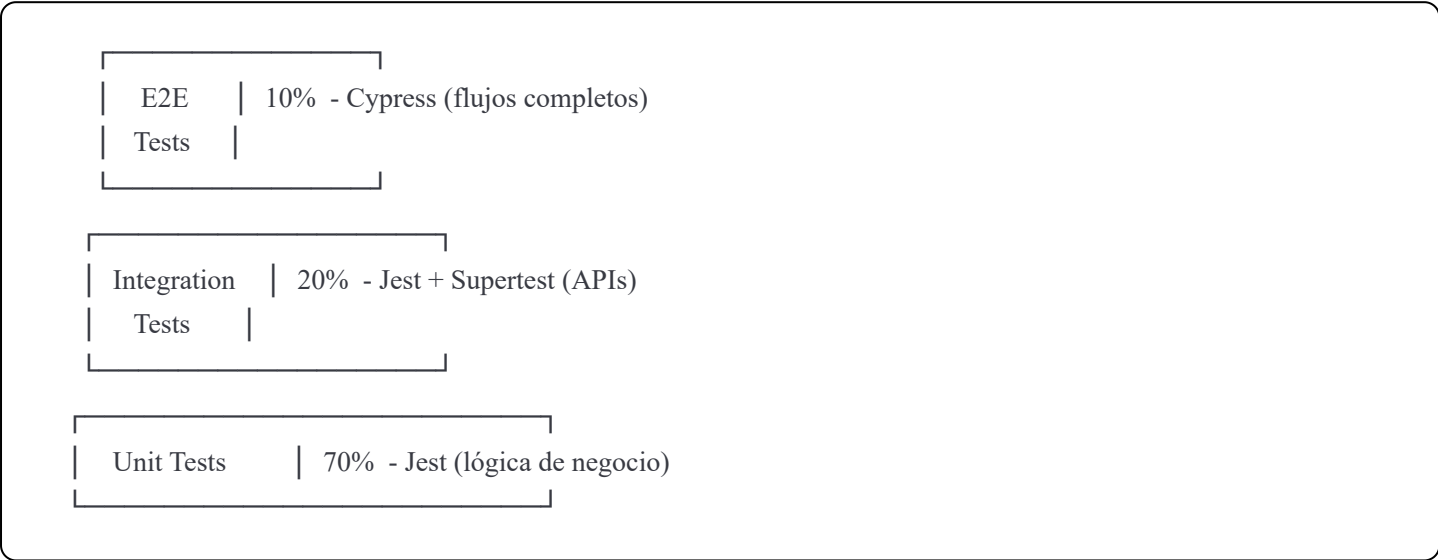 E2E 10% - Cypress (flujos completos)
Tests
Integration 20% - Jest + Supertest (APIs)
Tests
Unit Tests 70% - Jest (lógica de negocio)